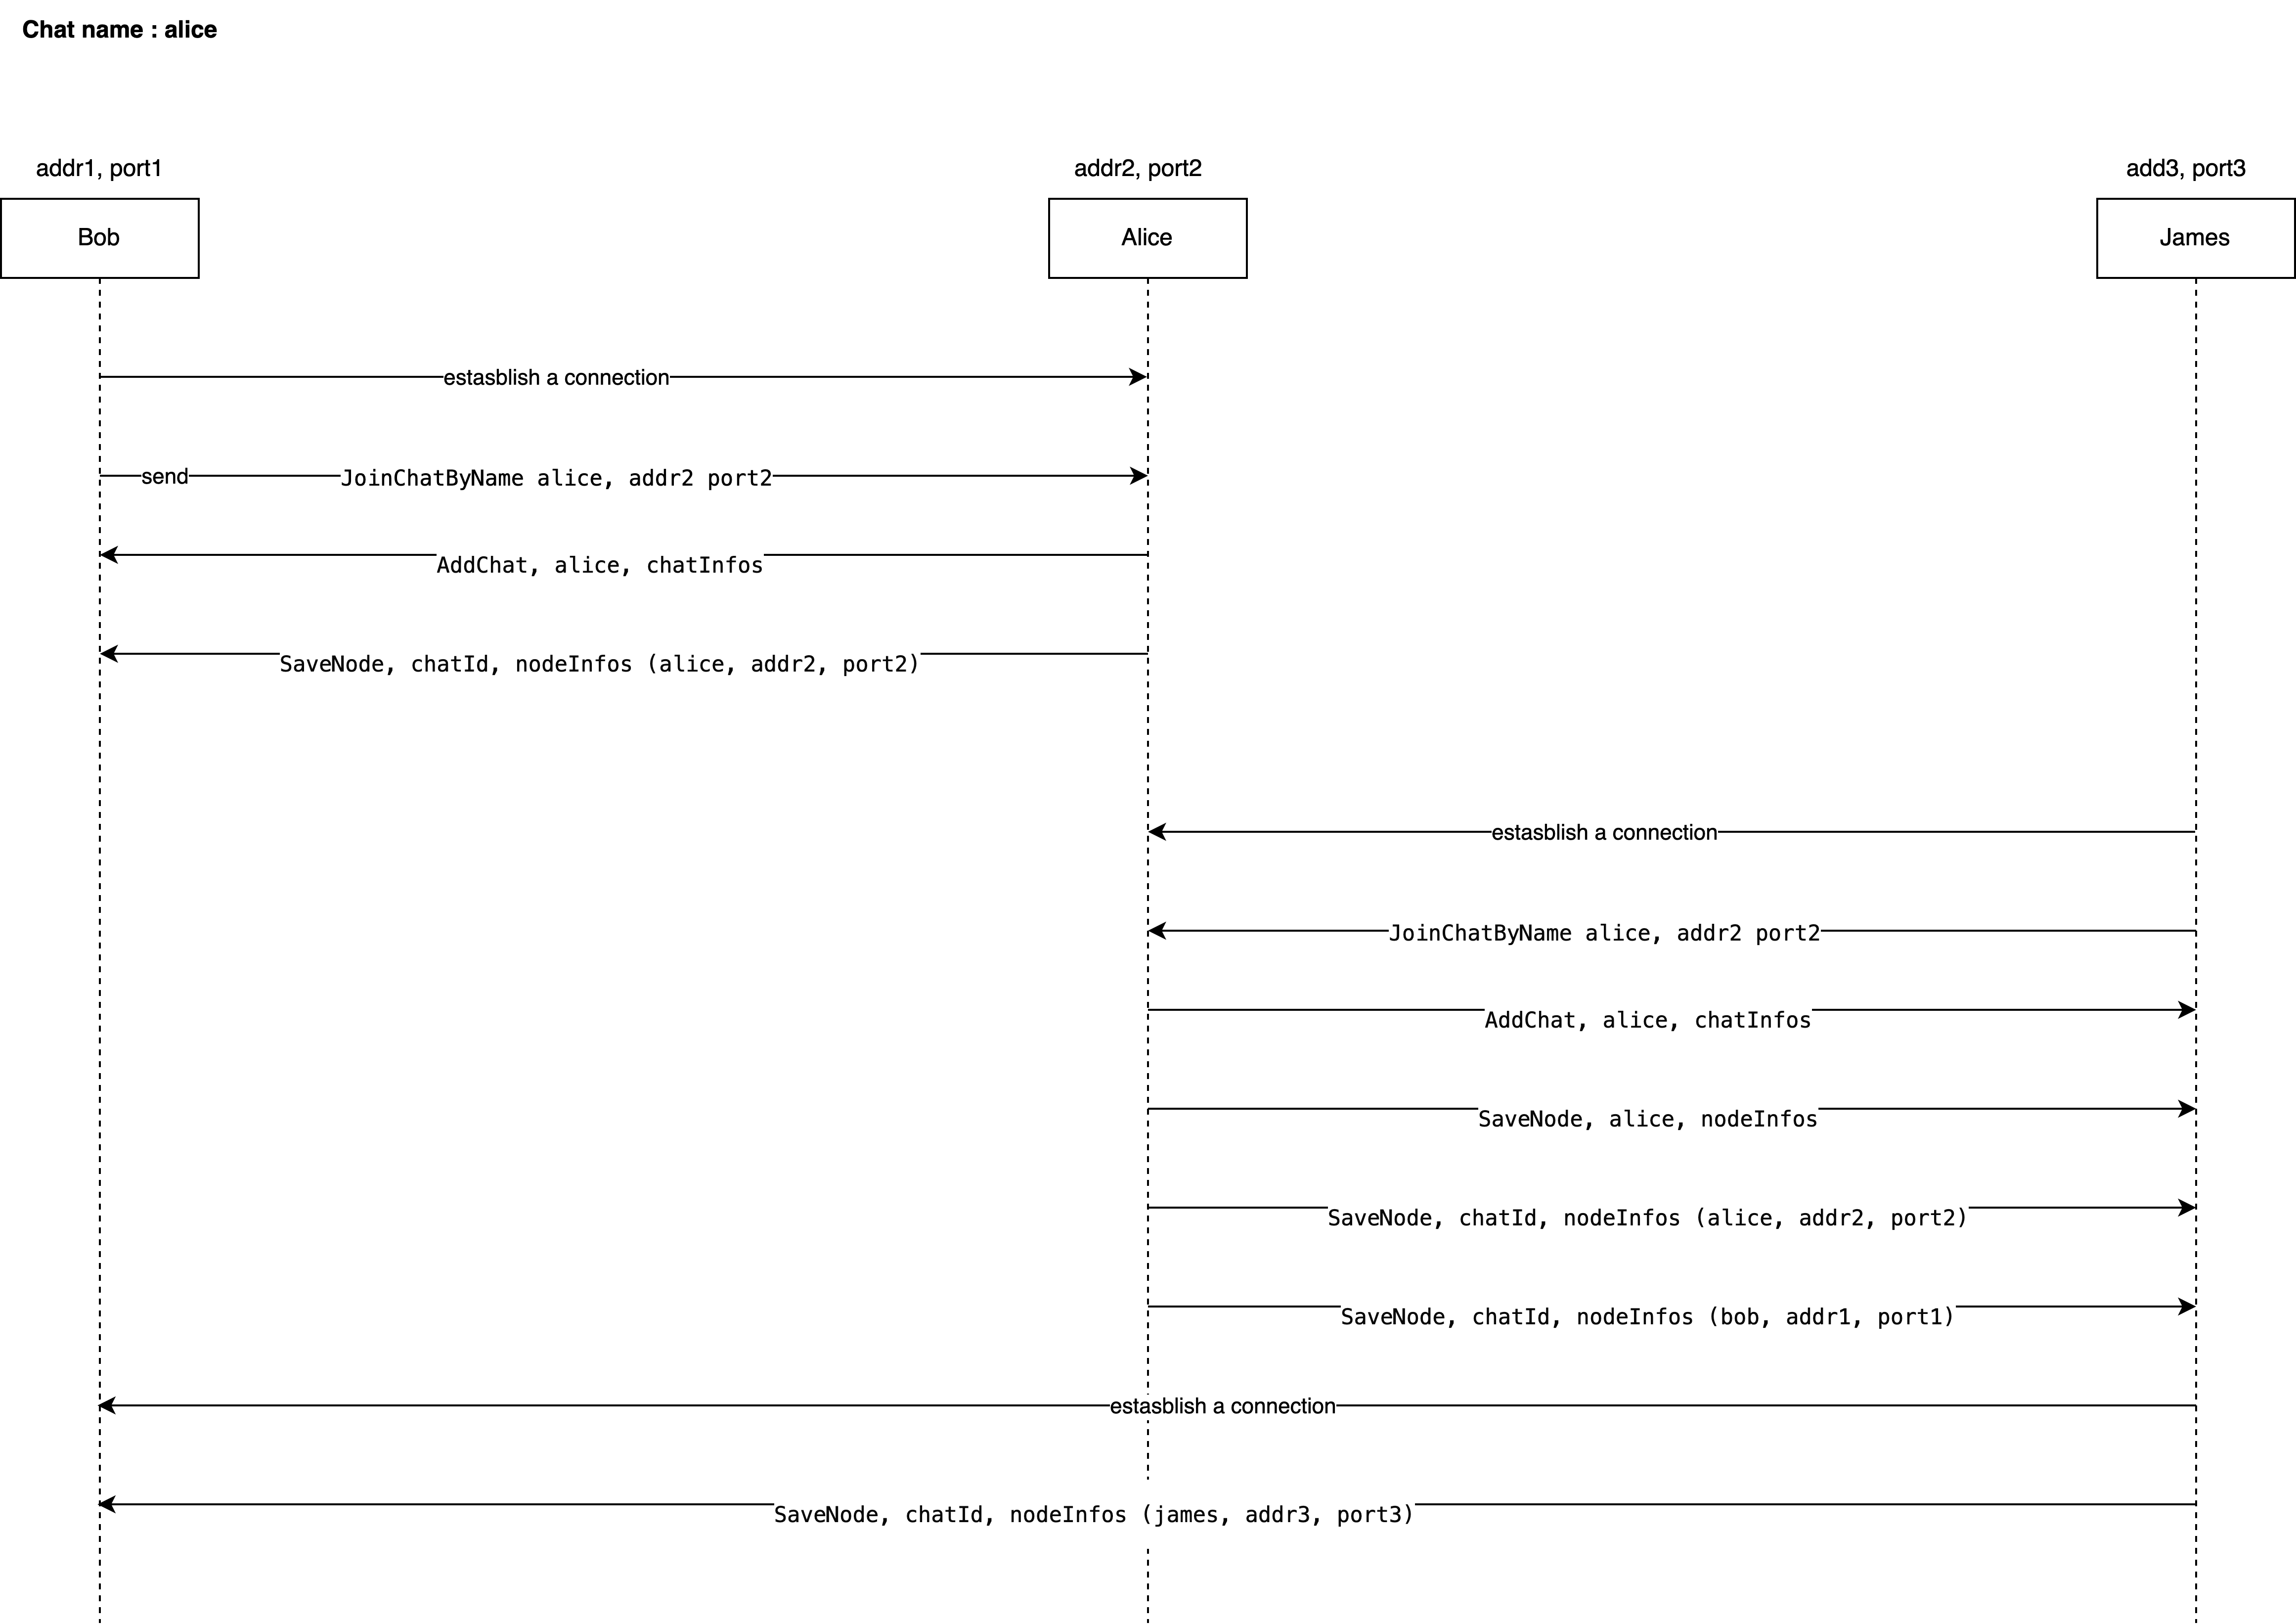 Chat name : alice
addr1, port1
addr2, port2
add3, port3
Bob
Alice
James
estasblish a connection
send
JoinChatByName alice, addr2 port2
AddChat, alice, chatInfos
SaveNode, chatId, nodeInfos (alice, addr2, port2)
estasblish a connection
JoinChatByName alice, addr2 port2
AddChat, alice, chatInfos
SaveNode, alice, nodeInfos
SaveNode, chatId, nodeInfos (alice, addr2, port2)
SaveNode, chatId, nodeInfos (bob, addr1, port1)
estasblish a connection
SaveNode, chatId, nodeInfos (james, addr3, port3)